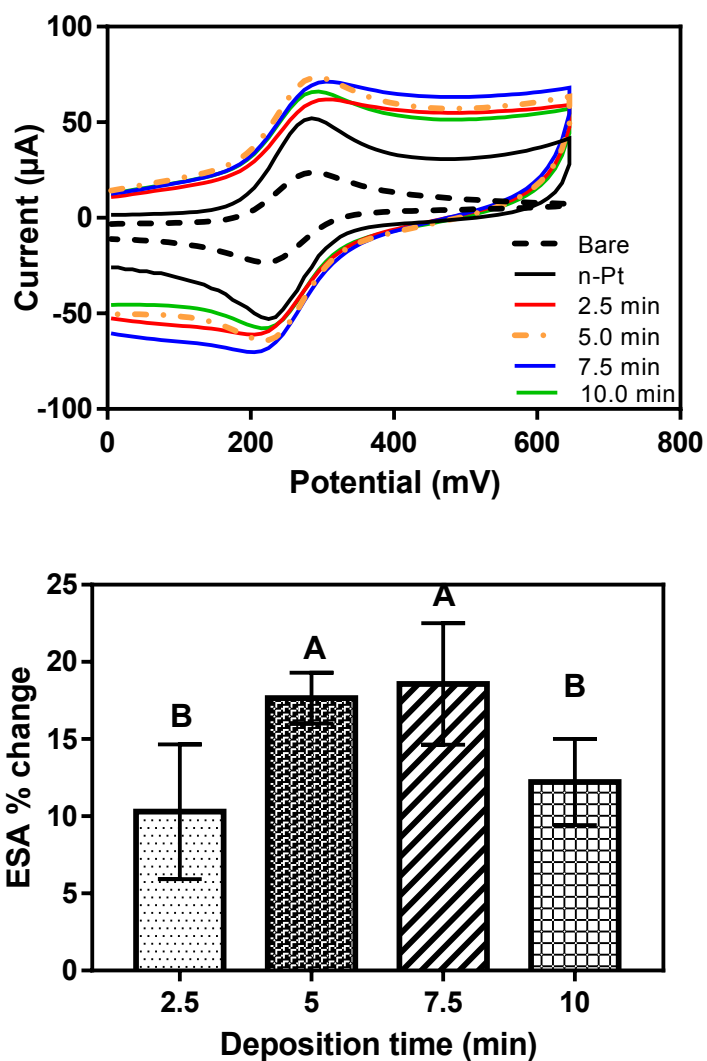 100
50
0
-50
-100
Current (µA)
Bare
n-Pt
2.5 min
5.0 min
7.5 min
10.0 min
0 200 400 600 800
Potential (mV)
25
20
15
10
5
0
ESA % change
B A A B
2.5 5 7.5 10
Deposition time (min)